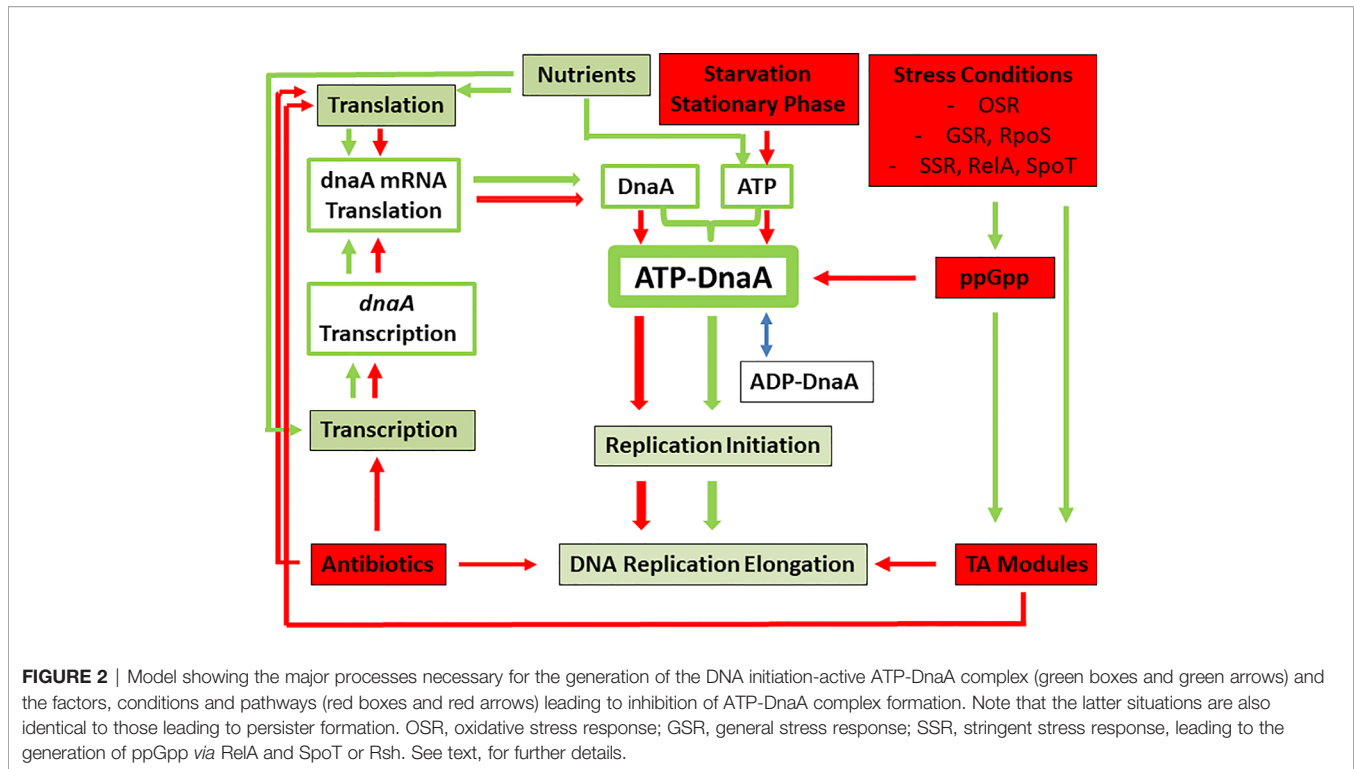 Nutrients
Starvation
Stationary Phase
Stress Conditions
- OSR
- GSR, RpoS
- SSR, RelA, SpoT
Translation
dnaA mRNA
Translation
DnaA
ATP
ATP-DnaA
ppGpp
dnaA
Transcription
ADP-DnaA
Transcription
Replication Initiation
Antibiotics
DNA Replication Elongation
TA Modules
FIGURE 2 | Model showing the major processes necessary for the generation of the DNA initiation-active ATP-DnaA complex (green boxes and green arrows) and
the factors, conditions and pathways (red boxes and red arrows) leading to inhibition of ATP-DnaA complex formation. Note that the latter situations are also
identical to those leading to persister formation. OSR, oxidative stress response; GSR, general stress response; SSR, stringent stress response, leading to the
generation of ppGpp via RelA and SpoT or Rsh. See text, for further details.